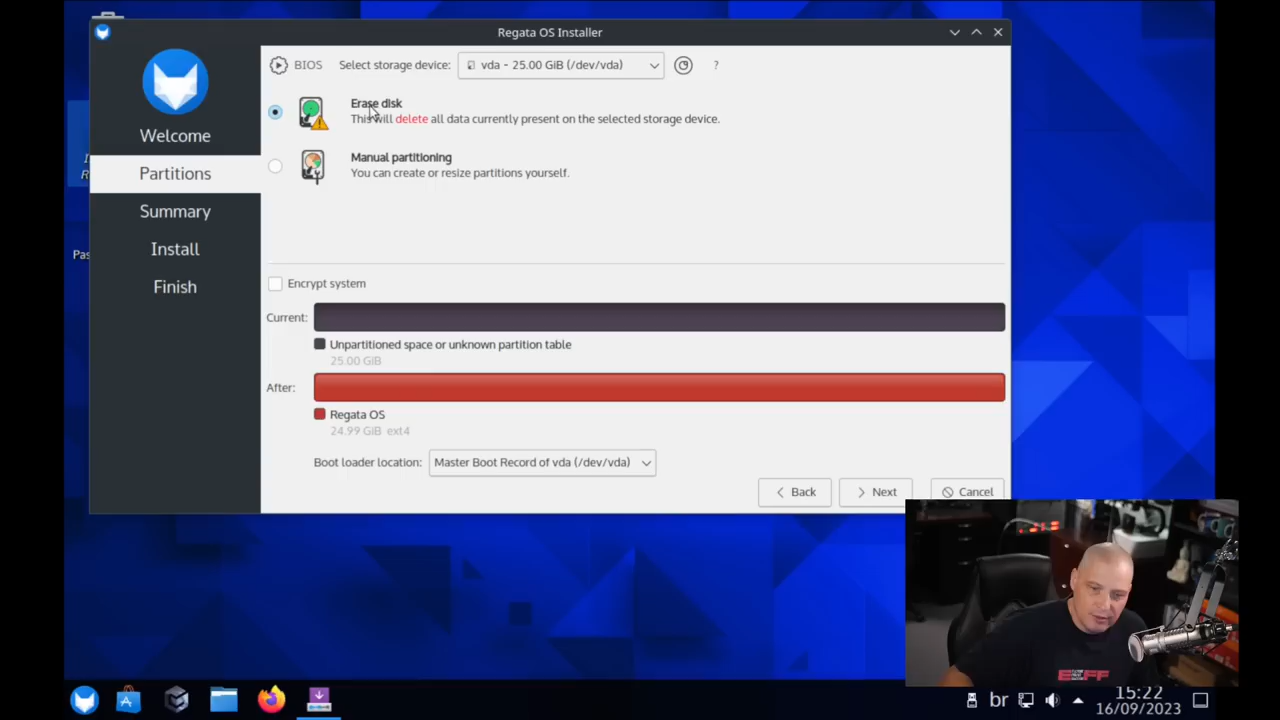 Regata OS Installer
BIOS Select storage device: vda - 25.00 GiB (/dev/vda) ?
Welcome
Partitions
Summary
Install
Finish
Erase disk
This will delete all data currently present on the selected storage device.
Manual partitioning
You can create or resize partitions yourself.
Encrypt system
Current:
Unpartitioned space or unknown partition table
25.00 GiB
After:
Regata OS
24.99 GiB ext4
Boot loader location: Master Boot Record of vda (/dev/vda)
Back Next Cancel
br
15:22
16/09/2023